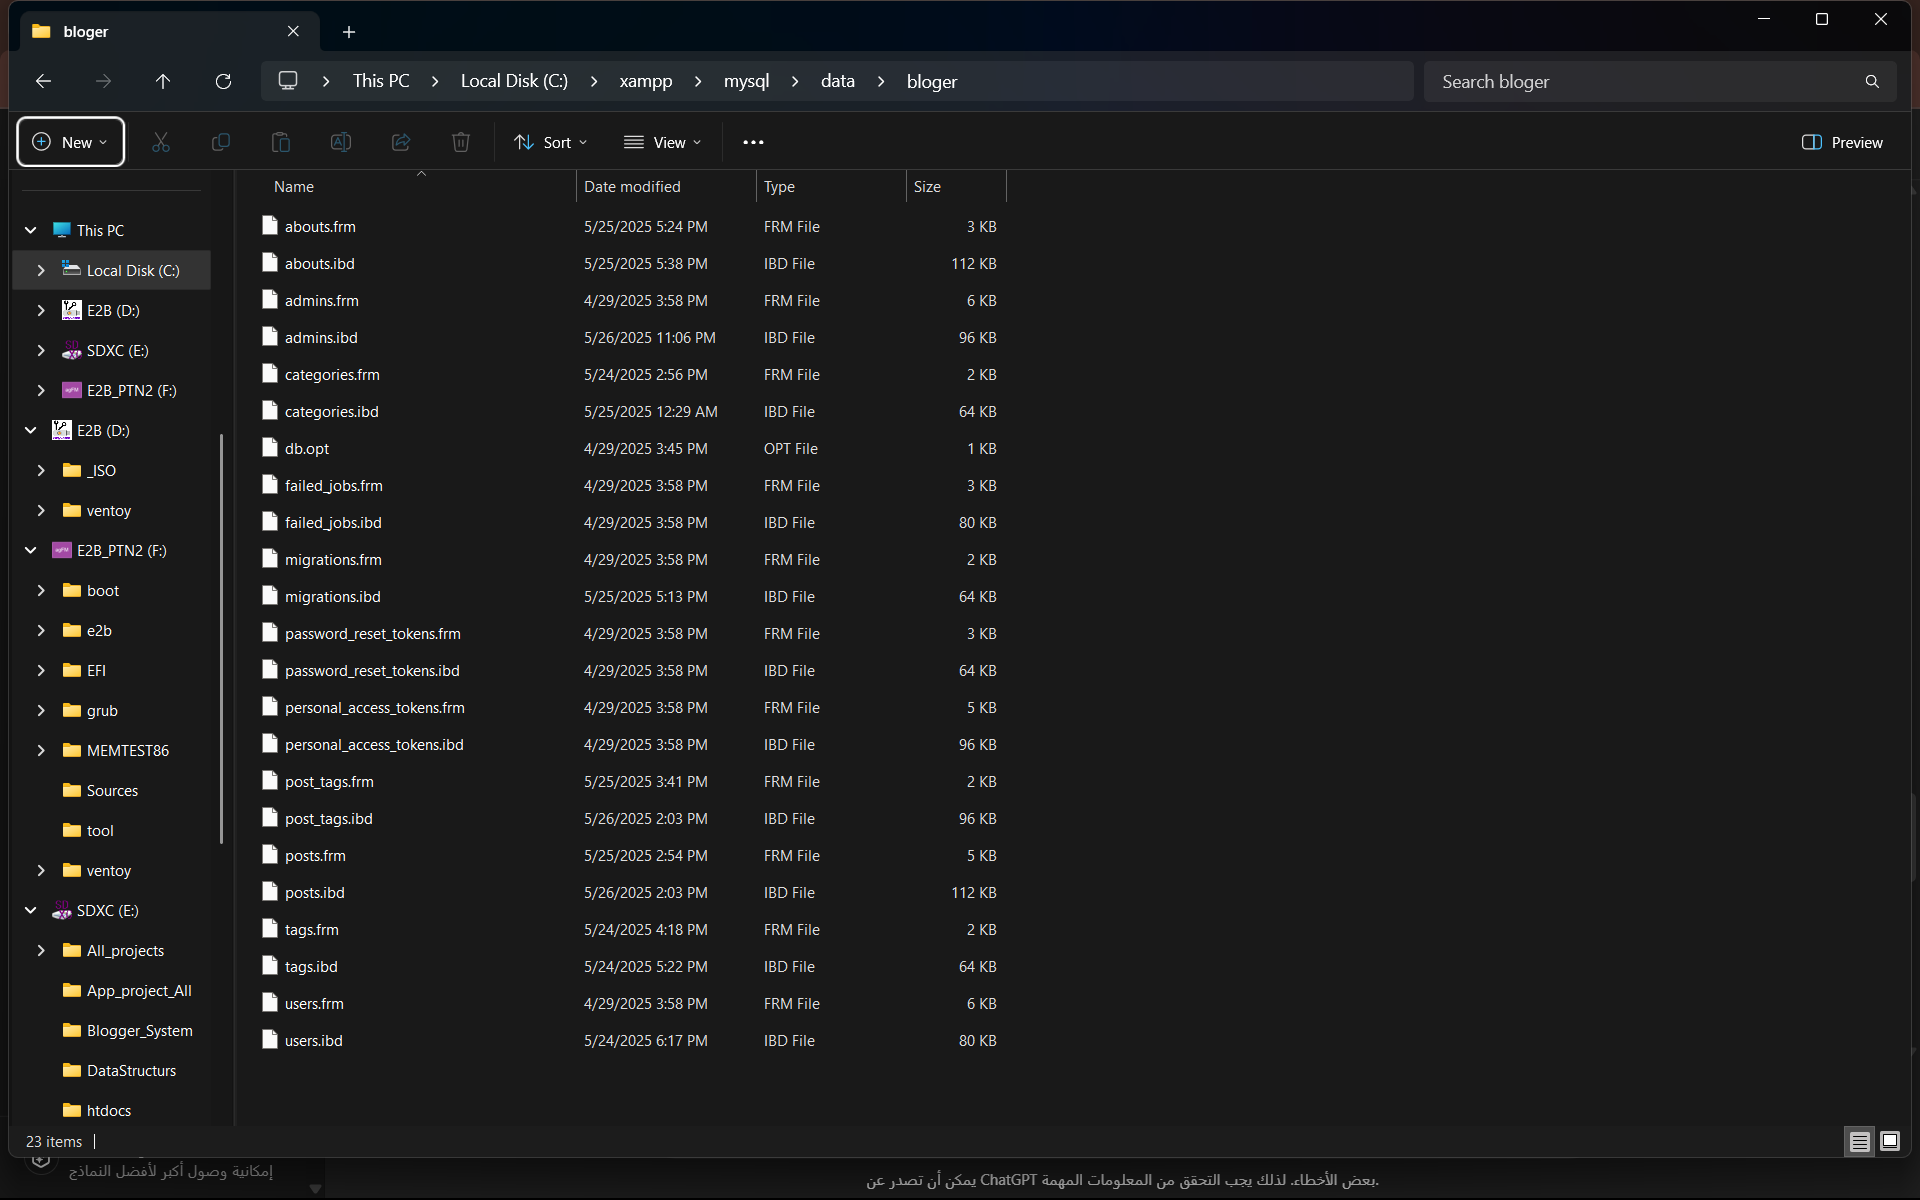 bloger
This PC
Local Disk (C:)
xampp
mysql
data
bloger
Search bloger
New
Sort
View
Preview
Name Date modified Type Size
This PC
Local Disk (C:)
E2B (D:)
SDXC (E:)
E2B_PTN2 (F:)
E2B (D:)
_ISO
ventoy
E2B_PTN2 (F:)
boot
e2b
EFI
grub
MEMTEST86
Sources
tool
ventoy
SDXC (E:)
All_projects
App_project_All
Blogger_System
DataStructurs
htdocs
abouts.frm 5/25/2025 5:24 PM FRM File 3 KB
abouts.ibd 5/25/2025 5:38 PM IBD File 112 KB
admins.frm 4/29/2025 3:58 PM FRM File 6 KB
admins.ibd 5/26/2025 11:06 PM IBD File 96 KB
categories.frm 5/24/2025 2:56 PM FRM File 2 KB
categories.ibd 5/25/2025 12:29 AM IBD File 64 KB
db.opt 4/29/2025 3:45 PM OPT File 1 KB
failed_jobs.frm 4/29/2025 3:58 PM FRM File 3 KB
failed_jobs.ibd 4/29/2025 3:58 PM IBD File 80 KB
migrations.frm 4/29/2025 3:58 PM FRM File 2 KB
migrations.ibd 5/25/2025 5:13 PM IBD File 64 KB
password_reset_tokens.frm 4/29/2025 3:58 PM FRM File 3 KB
password_reset_tokens.ibd 4/29/2025 3:58 PM IBD File 64 KB
personal_access_tokens.frm 4/29/2025 3:58 PM FRM File 5 KB
personal_access_tokens.ibd 4/29/2025 3:58 PM IBD File 96 KB
post_tags.frm 5/25/2025 3:41 PM FRM File 2 KB
post_tags.ibd 5/26/2025 2:03 PM IBD File 96 KB
posts.frm 5/25/2025 2:54 PM FRM File 5 KB
posts.ibd 5/26/2025 2:03 PM IBD File 112 KB
tags.frm 5/24/2025 4:18 PM FRM File 2 KB
tags.ibd 5/24/2025 5:22 PM IBD File 64 KB
users.frm 4/29/2025 3:58 PM FRM File 6 KB
users.ibd 5/24/2025 6:17 PM IBD File 80 KB
23 items
إمكانية وصول أكبر لأفضل النماذج
يمكن أن تصدر عن ChatGPT بعض الأخطاء. لذلك يجب التحقق من المعلومات المهمة.